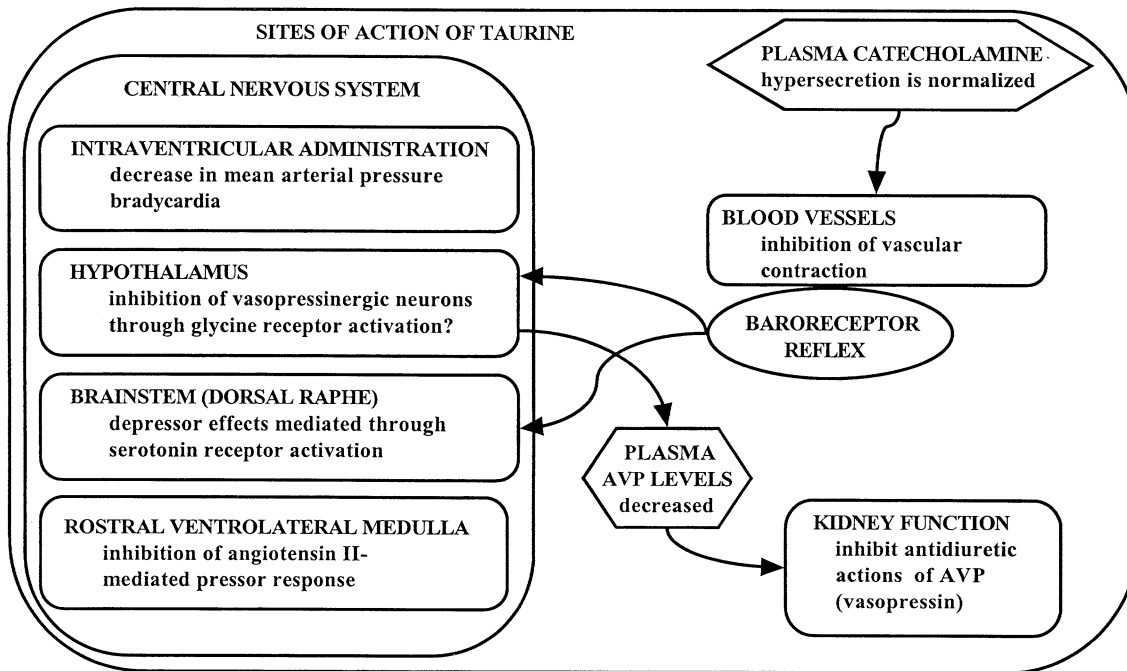 SITES OF ACTION OF TAURINE
CENTRAL NERVOUS SYSTEM
INTRAVENTRICULAR ADMINISTRATION
decrease in mean arterial pressure
bradycardia
HYPOTHALAMUS
inhibition of vasopressinergic neurons
through glycine receptor activation?
BRAINSTEM (DORSAL RAPHE)
depressor effects mediated through
serotonin receptor activation
ROSTRAL VENTROLATERAL MEDULLA
inhibition of angiotensin II-
mediated pressor response
PLASMA CATECHOLAMINE
hypersecretion is normalized
BLOOD VESSELS
inhibition of vascular
contraction
BARORECEPTOR
REFLEX
PLASMA
AVP LEVELS
decreased
KIDNEY FUNCTION
inhibit antidiuretic
actions of AVP
(vasopressin)